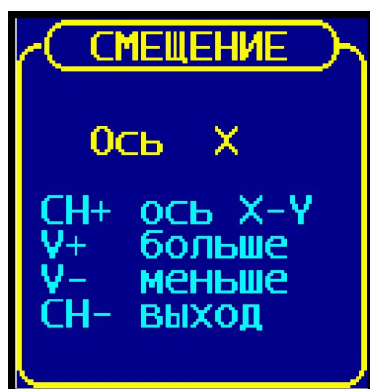 СМЕЩЕНИЕ
Ось X
CH+ ось X-Y
V+ больше
V- меньше
CH- выход